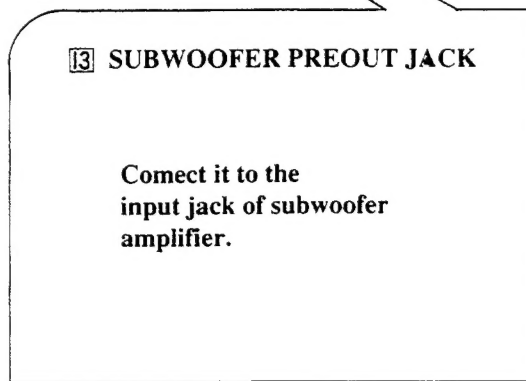 13 SUBWOOFER PREOUT JACK
Comect it to the
input jack of subwoofer
amplifier.